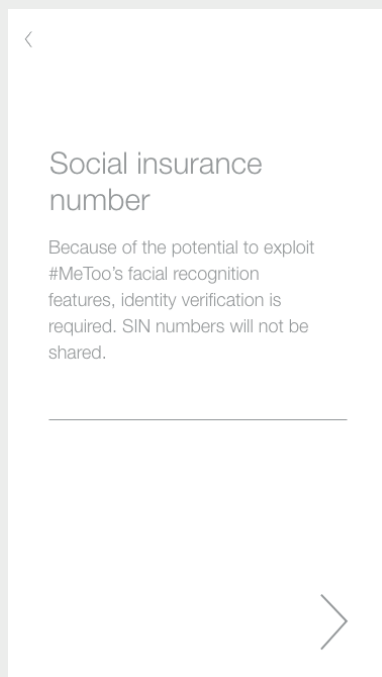 Social insurance
number
Because of the potential to exploit
#MeToo’s facial recognition
features, identity verification is
required. SIN numbers will not be
shared.